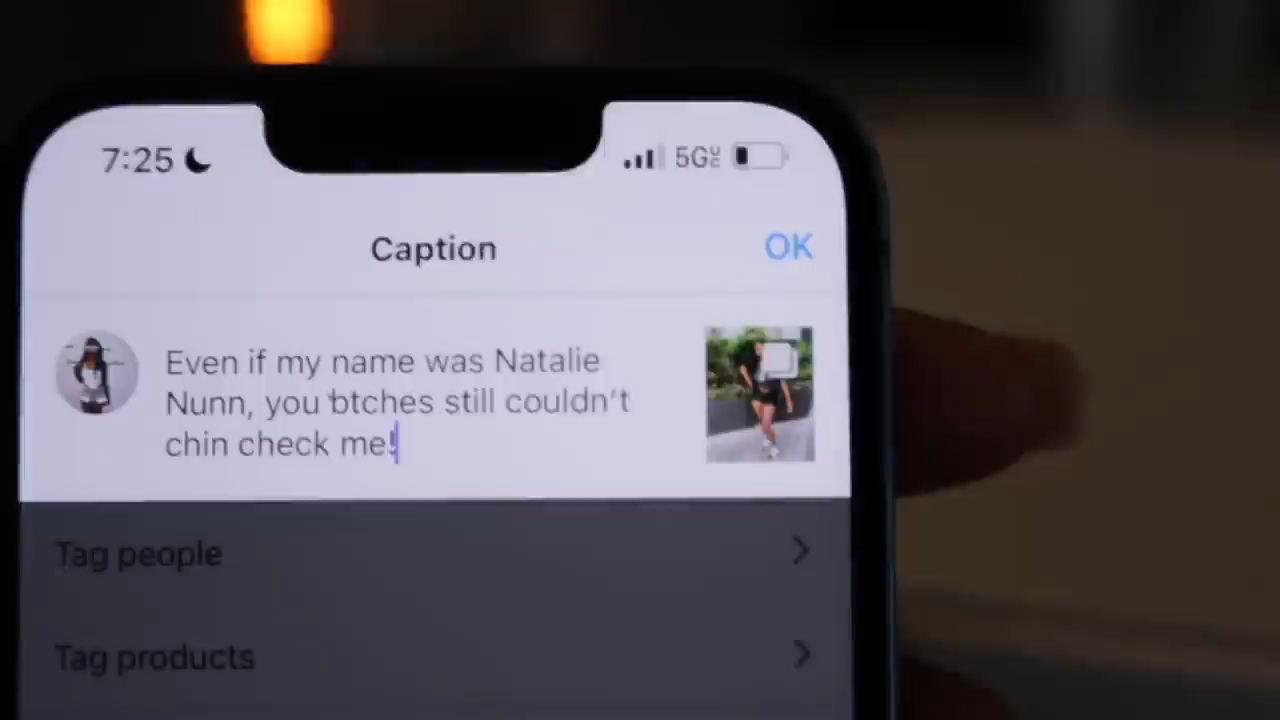 7:25
5GUC
Caption
OK
Even if my name was Natalie
Nunn, you btches still couldn't
chin check me!
Tag people
Tag products